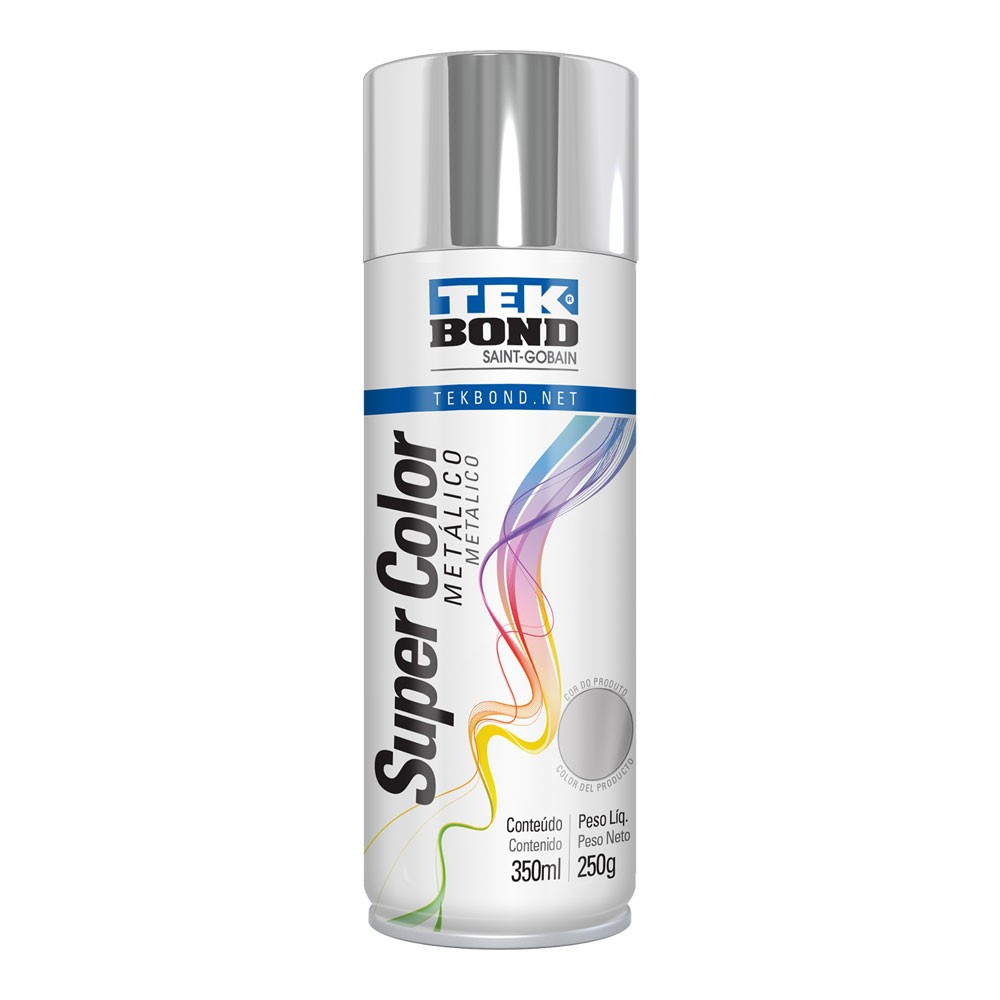 TEK®
BOND
SAINT-GOBAIN
TEKBOND.NET
Super Color
METÁLICO
METALICO
COR DO PRODUTO
COLOR DEL PRODUCTO
Conteúdo
Contenido
350ml
Peso Líq.
Peso Neto
250g